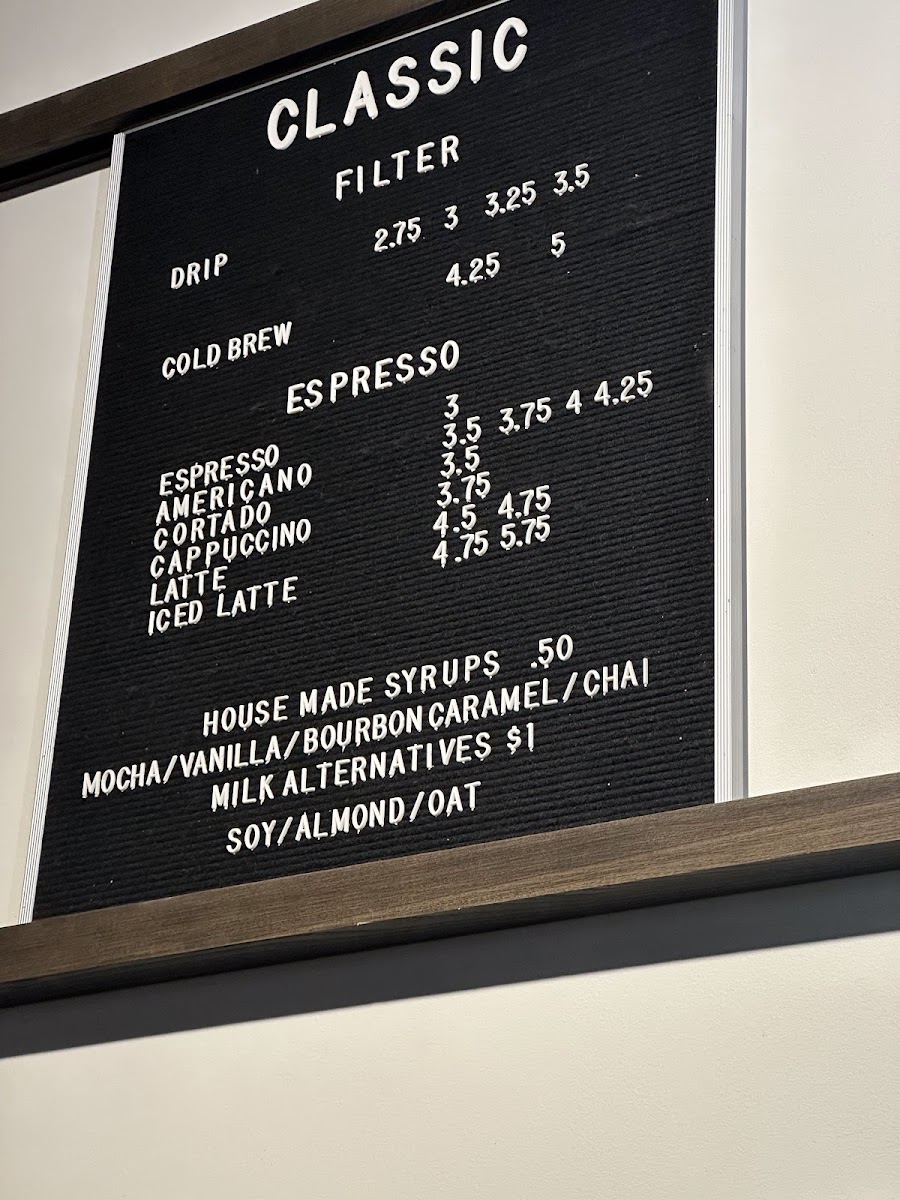 CLASSIC
FILTER
DRIP 2.75 3 3.25 3.5
COLD BREW 4.25 5
ESPRESSO
ESPRESSO 3
AMERICANO 3.5 3.75 4 4.25
CORTADO 3.5
CAPPUCCINO 3.75
LATTE 4.5 4.75
ICED LATTE 4.75 5.75
HOUSE MADE SYRUPS .50
MOCHA/VANILLA/BOURBON CARAMEL/CHAI
MILK ALTERNATIVES $1
SOY/ALMOND/OAT